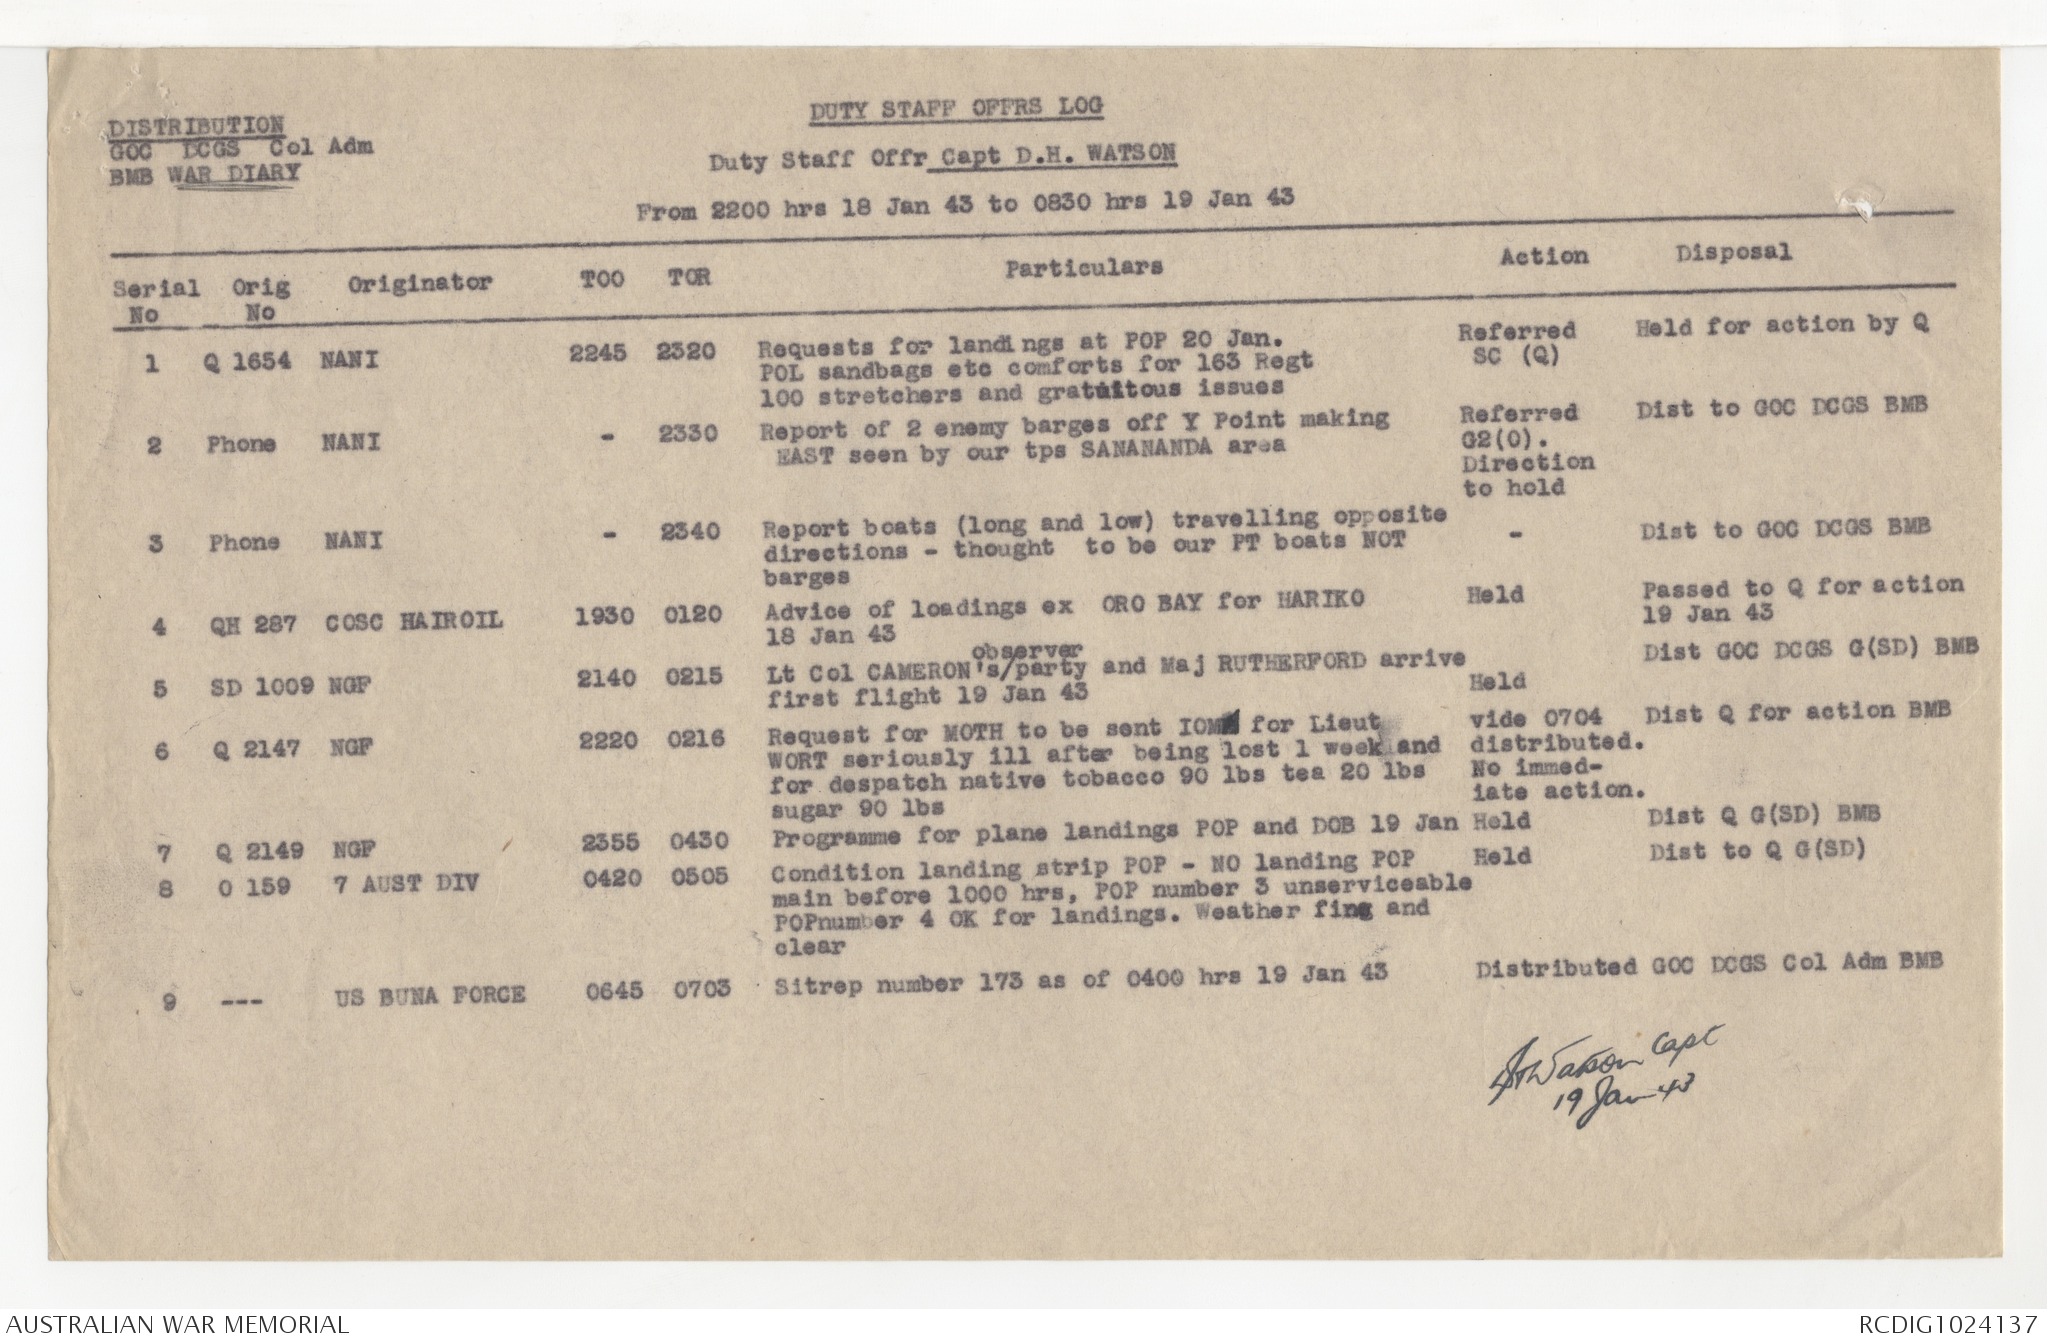 DUTY STAFF OFFRS LOG
DISTRIBUTION
GOC DCGS Col Adm
BMB WAR DIARY
Duty Staff Offr Capt D.H. WATSON
From 2200 hrs 18 Jan 43 to 0830 hrs 19 Jan 43
Serial Orig Originator TOO TOR Particulars Action Disposal
No No
1 Q 1654 NANI 2245 2320 Requests for landings at POP 20 Jan. Referred Held for action by Q
POL sandbags etc comforts for 163 Regt SC (Q)
100 stretchers and gratuitous issues
2 Phone NANI - 2330 Report of 2 enemy barges off Y Point making Referred Dist to GOC DCGS BMB
EAST seen by our tps SANANANDA area G2(O).
Direction
to hold
3 Phone NANI - 2340 Report boats (long and low) travelling opposite - Dist to GOC DCGS BMB
directions - thought to be our PT boats NOT
barges
4 QH 287 COSC HAIROIL 1930 0120 Advice of loadings ex ORO BAY for HARIKO Held Passed to Q for action
18 Jan 43 19 Jan 43
observer
5 SD 1009 NGF 2140 0215 Lt Col CAMERON's/party and Maj RUTHERFORD arrive Dist GOC DCGS G(SD) BMB
first flight 19 Jan 43 Held
6 Q 2147 NGF 2220 0216 Request for MOTH to be sent IOM for Lieut vide 0704 Dist Q for action BMB
WORT seriously ill after being lost 1 week and distributed.
for despatch native tobacco 90 lbs tea 20 lbs No immed-
sugar 90 lbs iate action.
7 Q 2149 NGF 2355 0430 Programme for plane landings POP and DOB 19 Jan Held Dist Q G(SD) BMB
8 O 159 7 AUST DIV 0420 0505 Condition landing strip POP - NO landing POP Held Dist to Q G(SD)
main before 1000 hrs, POP number 3 unserviceable
POPnumber 4 OK for landings. Weather fine and
clear
9 --- US BUNA FORCE 0645 0703 Sitrep number 173 as of 0400 hrs 19 Jan 43 Distributed GOC DCGS Col Adm BMB
DHWatson Capt
19 Jan 43
AUSTRALIAN WAR MEMORIAL
RCDIG1024137